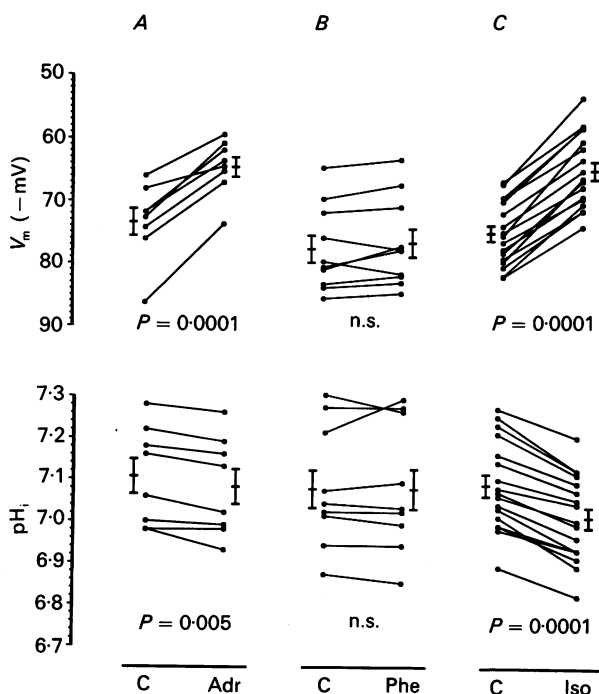 A B C
50
60
70
80
90
Vm (−mV)
P = 0·0001 n.s. P = 0·0001
7·3
7·2
7·1
7·0
6·9
6·8
6·7
pHi
P = 0·005 n.s. P = 0·0001
C Adr C Phe C Iso